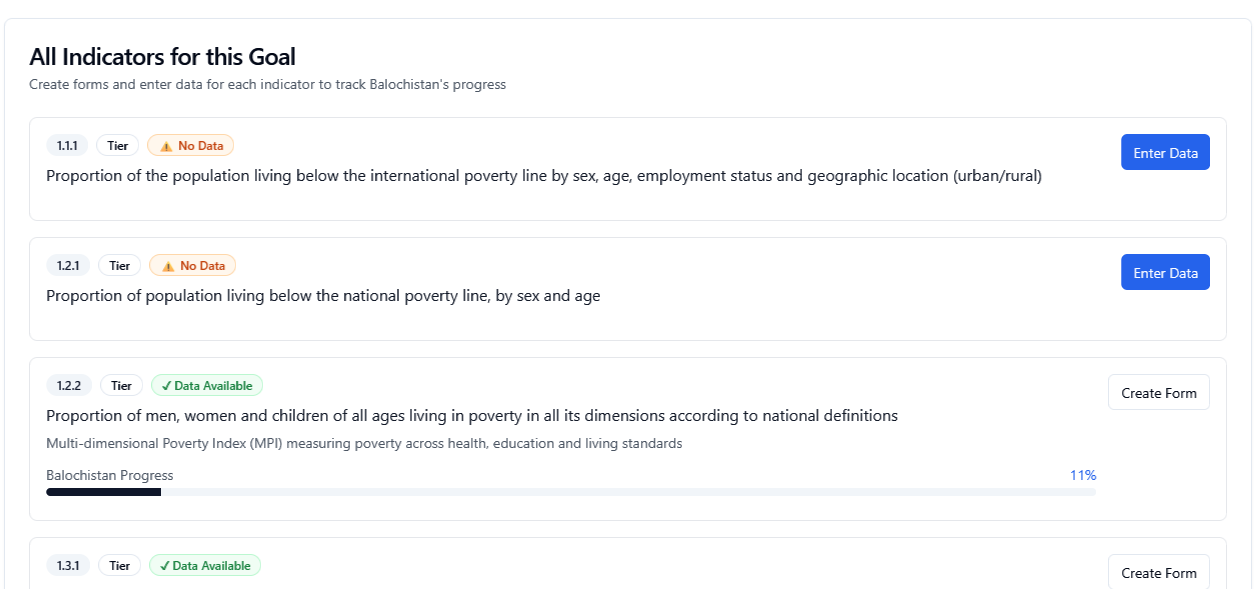 All Indicators for this Goal
Create forms and enter data for each indicator to track Balochistan's progress
1.1.1 Tier ⚠ No Data Enter Data
Proportion of the population living below the international poverty line by sex, age, employment status and geographic location (urban/rural)
1.2.1 Tier ⚠ No Data Enter Data
Proportion of population living below the national poverty line, by sex and age
1.2.2 Tier ✓ Data Available Create Form
Proportion of men, women and children of all ages living in poverty in all its dimensions according to national definitions
Multi-dimensional Poverty Index (MPI) measuring poverty across health, education and living standards
Balochistan Progress 11%
1.3.1 Tier ✓ Data Available Create Form